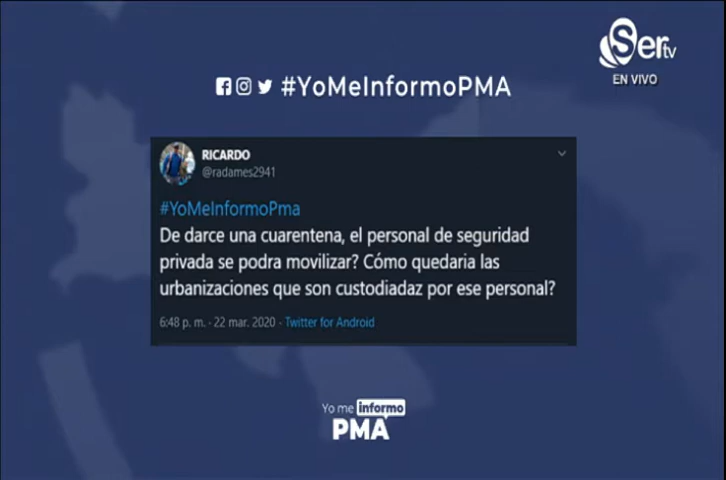 Ser tv
EN VIVO
#YoMeInformoPMA
RICARDO
@radames2941
#YoMeInformoPma
De darce una cuarentena, el personal de seguridad
privada se podra movilizar? Cómo quedaria las
urbanizaciones que son custodiadaz por ese personal?
6:48 p. m. · 22 mar. 2020 · Twitter for Android
Yo me informo
PMA